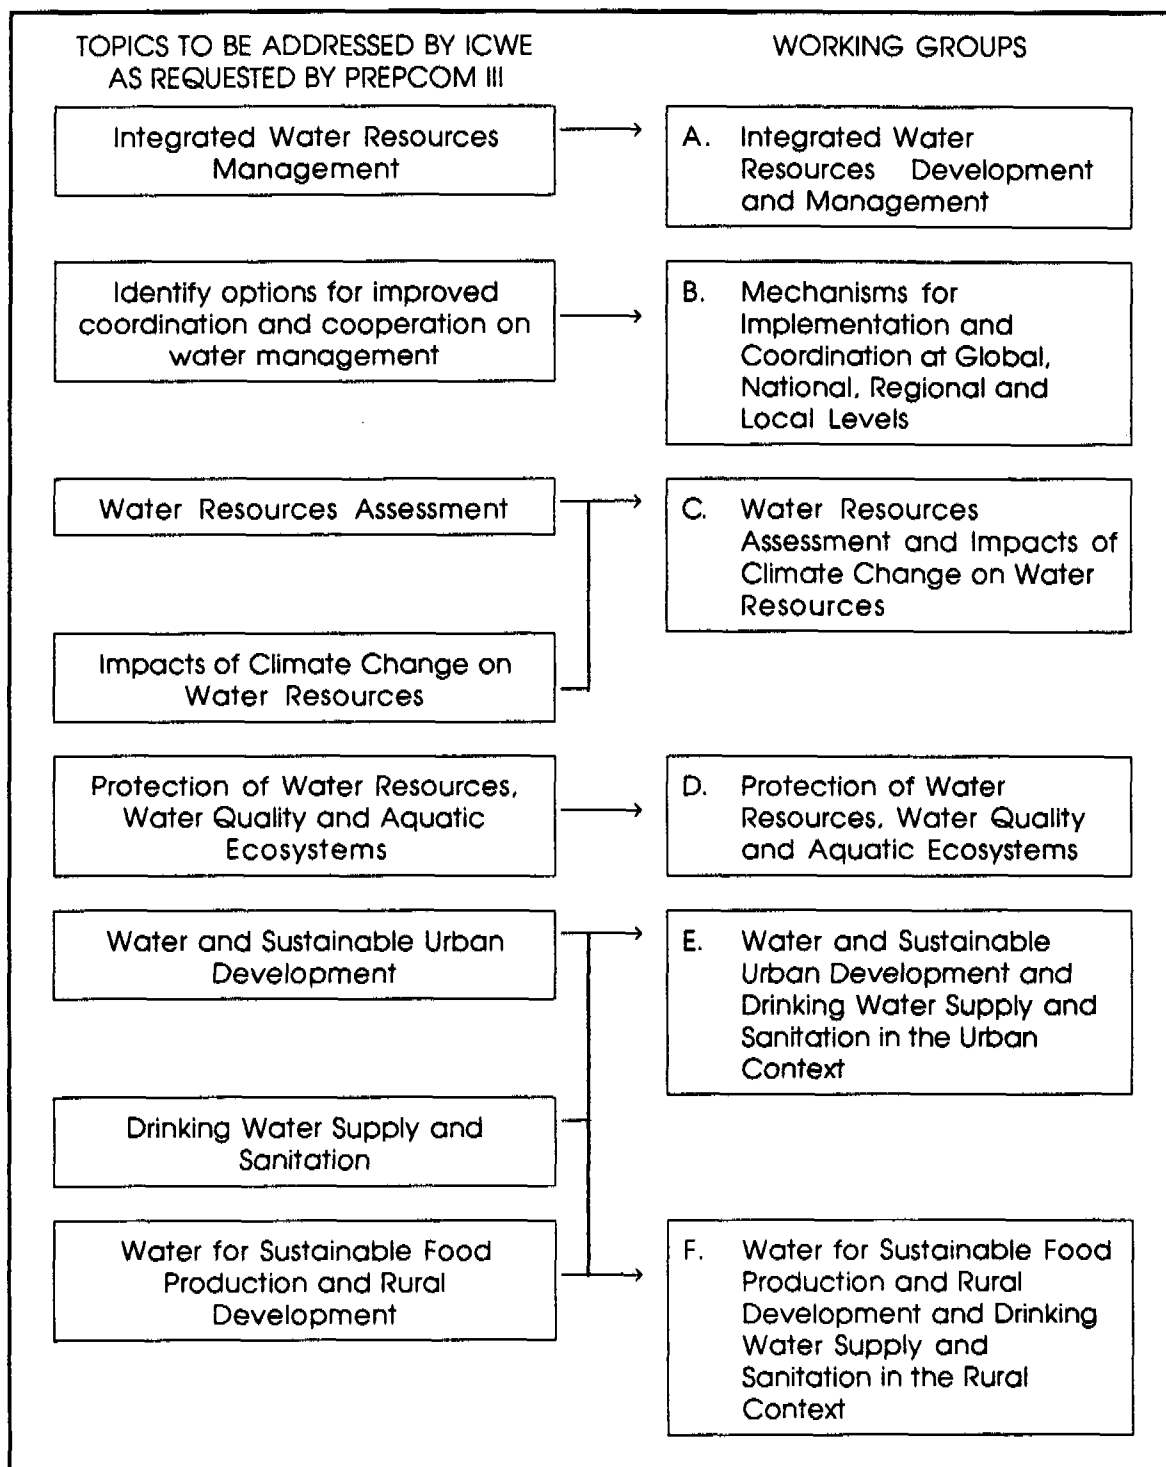 TOPICS TO BE ADDRESSED BY ICWE
AS REQUESTED BY PREPCOM III
WORKING GROUPS
Integrated Water Resources
Management
A. Integrated Water
Resources Development
and Management
Identify options for improved
coordination and cooperation on
water management
B. Mechanisms for
Implementation and
Coordination at Global,
National, Regional and
Local Levels
Water Resources Assessment
C. Water Resources
Assessment and Impacts of
Climate Change on Water
Resources
Impacts of Climate Change on
Water Resources
Protection of Water Resources,
Water Quality and Aquatic
Ecosystems
D. Protection of Water
Resources, Water Quality
and Aquatic Ecosystems
Water and Sustainable Urban
Development
E. Water and Sustainable
Urban Development and
Drinking Water Supply and
Sanitation in the Urban
Context
Drinking Water Supply and
Sanitation
Water for Sustainable Food
Production and Rural
Development
F. Water for Sustainable Food
Production and Rural
Development and Drinking
Water Supply and
Sanitation in the Rural
Context